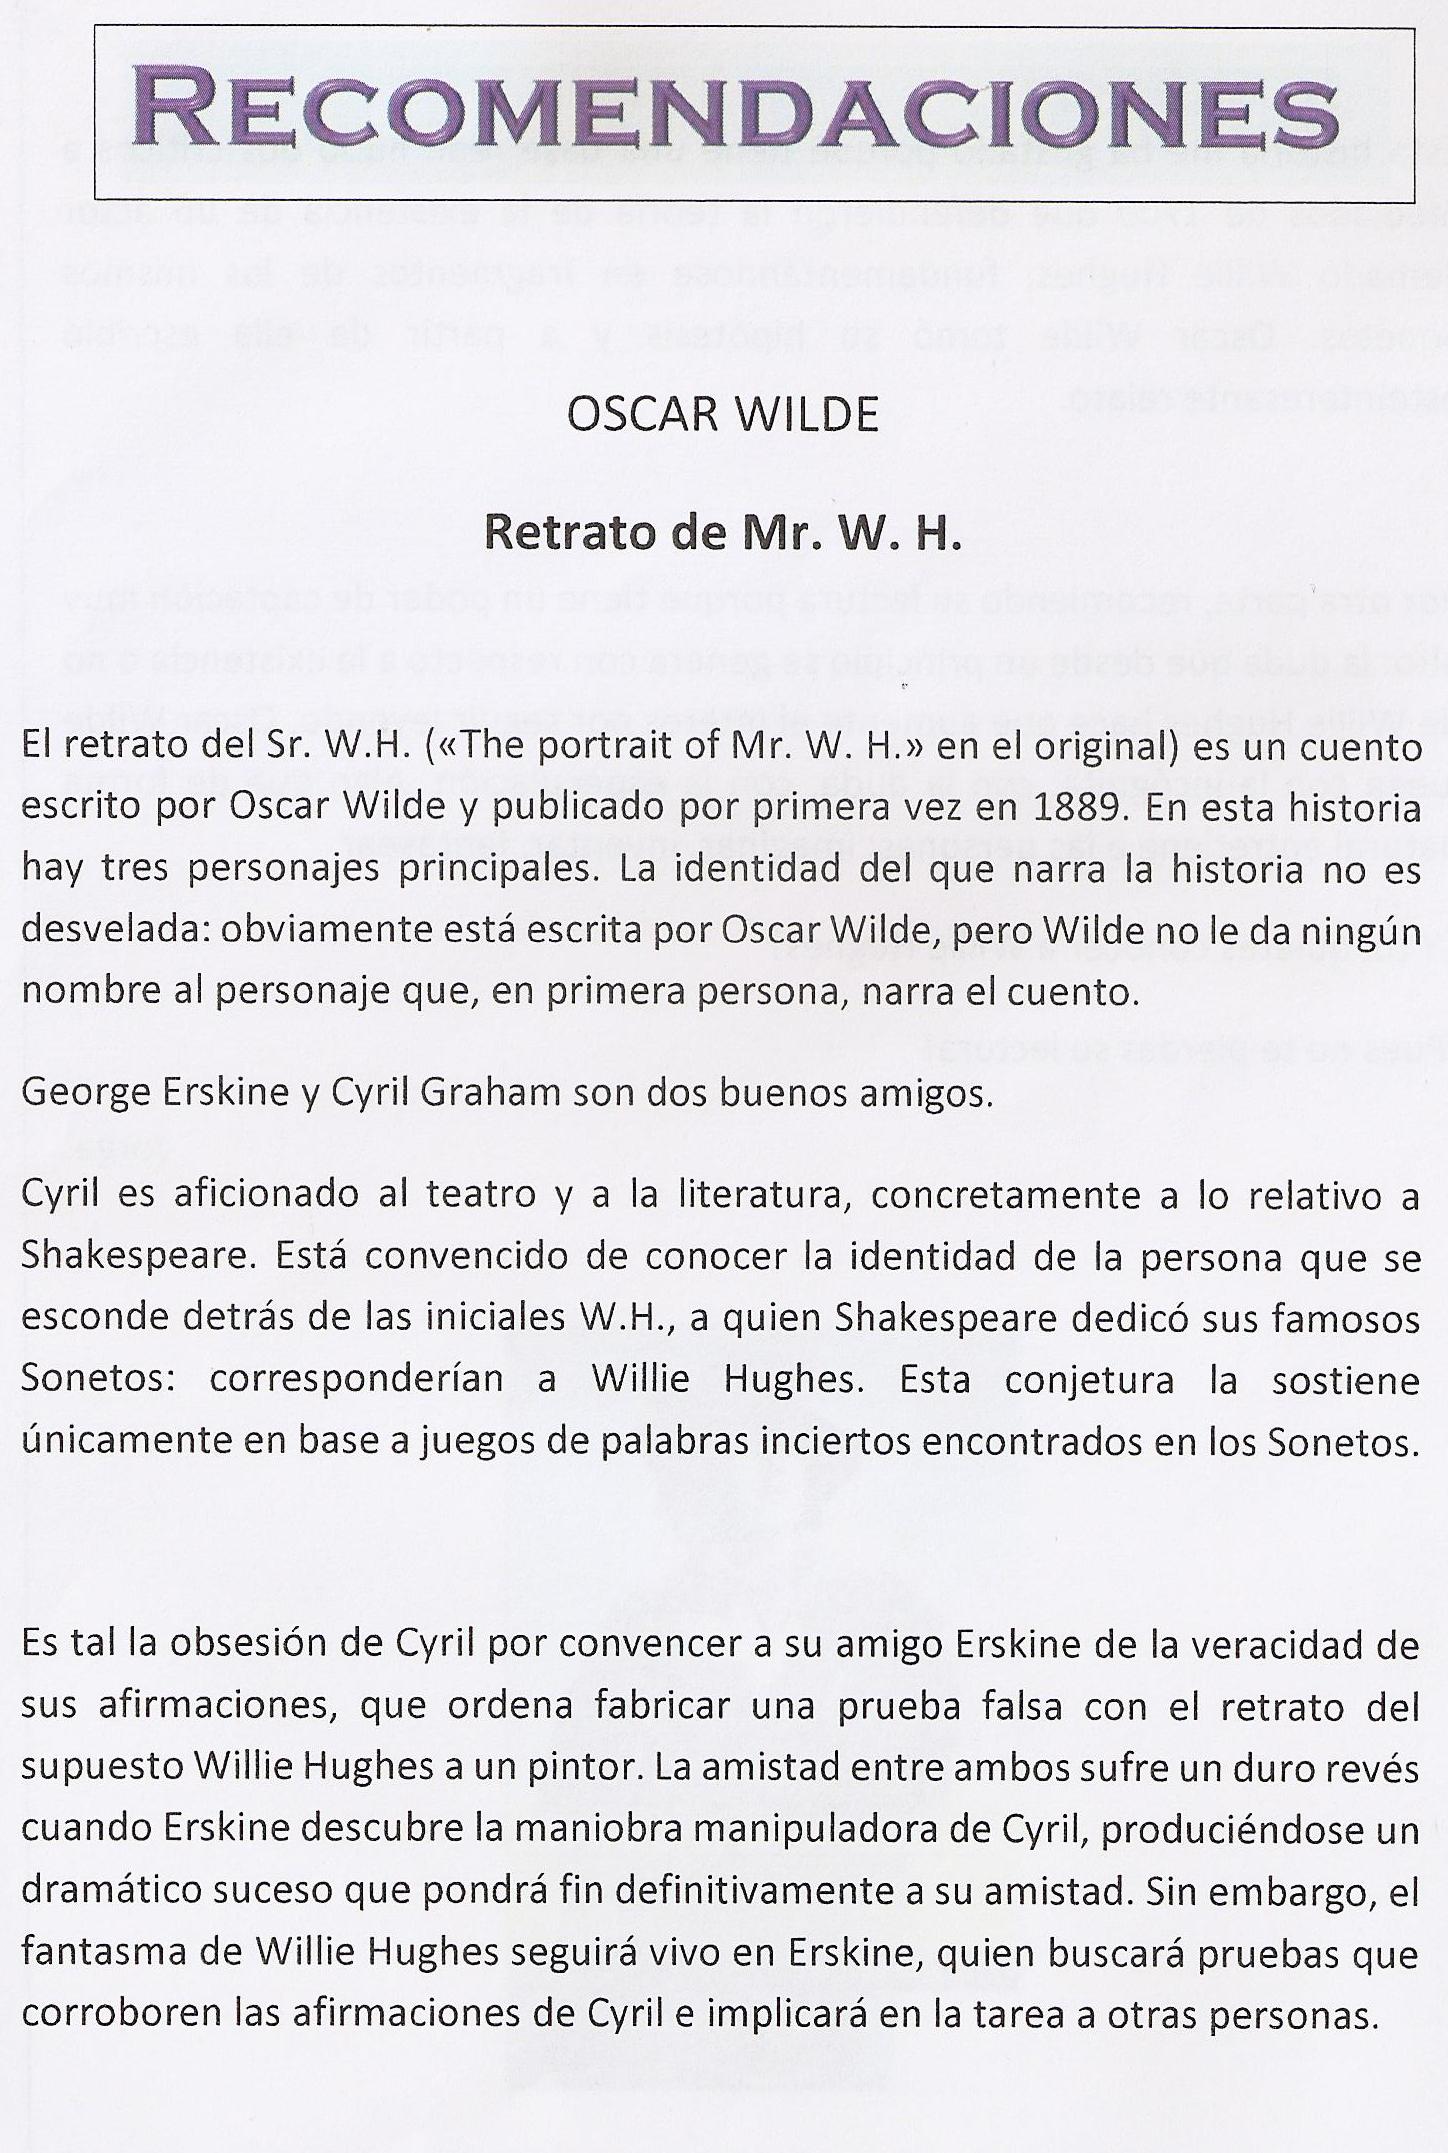 RECOMENDACIONES
OSCAR WILDE
Retrato de Mr. W. H.
El retrato del Sr. W.H. («The portrait of Mr. W. H.» en el original) es un cuento
escrito por Oscar Wilde y publicado por primera vez en 1889. En esta historia
hay tres personajes principales. La identidad del que narra la historia no es
desvelada: obviamente está escrita por Oscar Wilde, pero Wilde no le da ningún
nombre al personaje que, en primera persona, narra el cuento.
George Erskine y Cyril Graham son dos buenos amigos.
Cyril es aficionado al teatro y a la literatura, concretamente a lo relativo a
Shakespeare. Está convencido de conocer la identidad de la persona que se
esconde detrás de las iniciales W.H., a quien Shakespeare dedicó sus famosos
Sonetos: corresponderían a Willie Hughes. Esta conjetura la sostiene
únicamente en base a juegos de palabras inciertos encontrados en los Sonetos.
Es tal la obsesión de Cyril por convencer a su amigo Erskine de la veracidad de
sus afirmaciones, que ordena fabricar una prueba falsa con el retrato del
supuesto Willie Hughes a un pintor. La amistad entre ambos sufre un duro revés
cuando Erskine descubre la maniobra manipuladora de Cyril, produciéndose un
dramático suceso que pondrá fin definitivamente a su amistad. Sin embargo, el
fantasma de Willie Hughes seguirá vivo en Erskine, quien buscará pruebas que
corroboren las afirmaciones de Cyril e implicará en la tarea a otras personas.